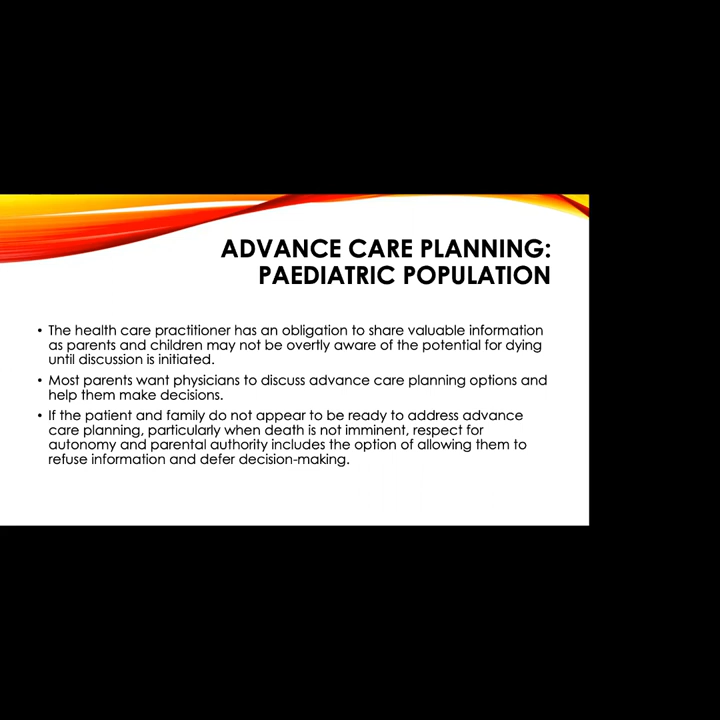 ADVANCE CARE PLANNING:
PAEDIATRIC POPULATION
• The health care practitioner has an obligation to share valuable information
as parents and children may not be overtly aware of the potential for dying
until discussion is initiated.
• Most parents want physicians to discuss advance care planning options and
help them make decisions.
• If the patient and family do not appear to be ready to address advance
care planning, particularly when death is not imminent, respect for
autonomy and parental authority includes the option of allowing them to
refuse information and defer decision-making.